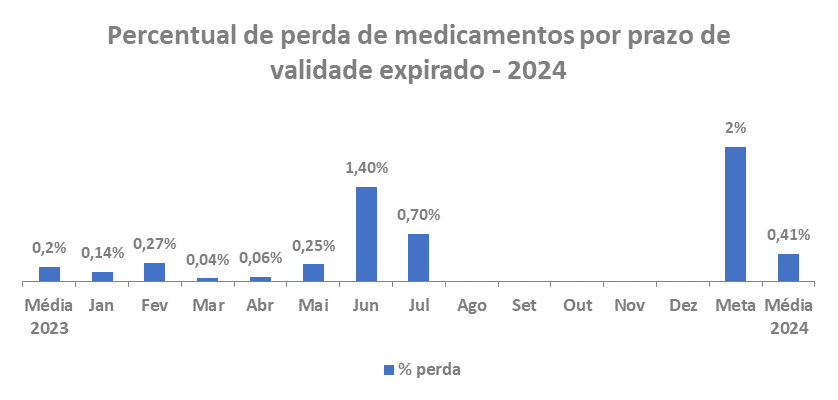 Percentual de perda de medicamentos por prazo de
validade expirado - 2024
0,2%
0,14%
0,27%
0,04%
0,06%
0,25%
1,40%
0,70%
2%
0,41%
Média
2023
Jan
Fev
Mar
Abr
Mai
Jun
Jul
Ago
Set
Out
Nov
Dez
Meta
Média
2024
% perda